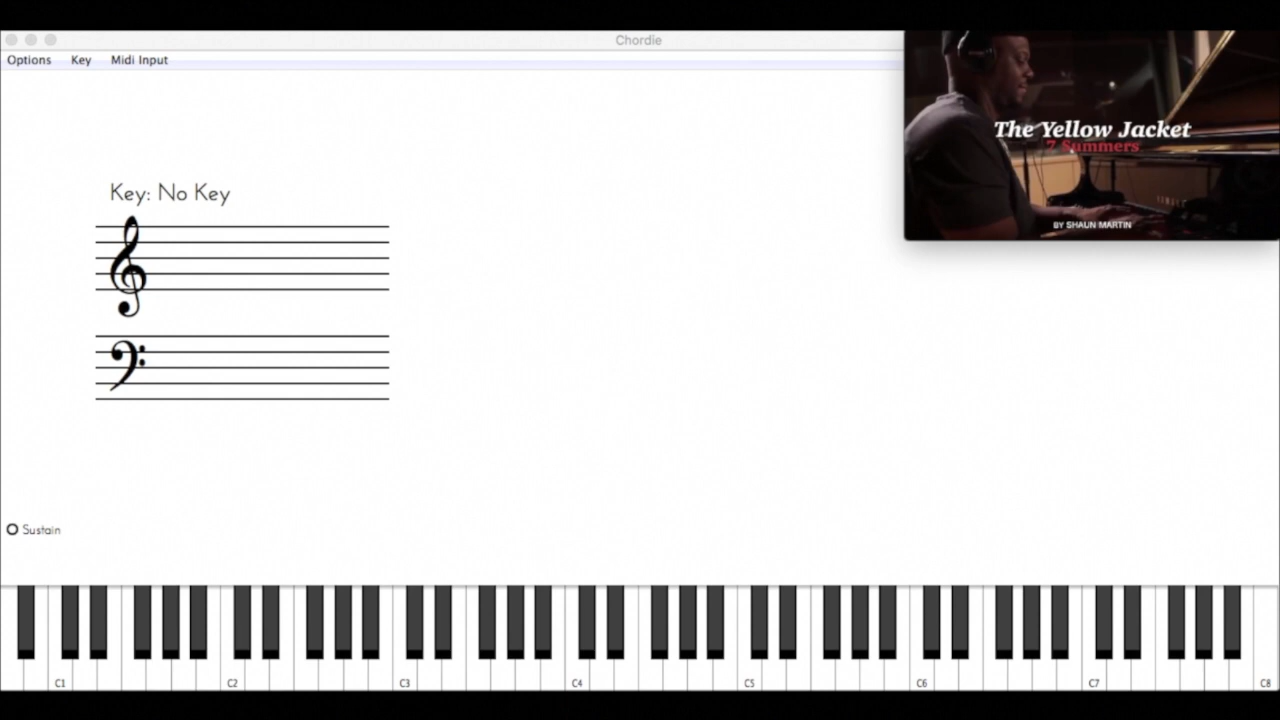 Chordie
Options Key Midi Input
The Yellow Jacket
7 Summers
BY SHAUN MARTIN
Key: No Key
Sustain
C1 C2 C3 C4 C5 C6 C7 C8